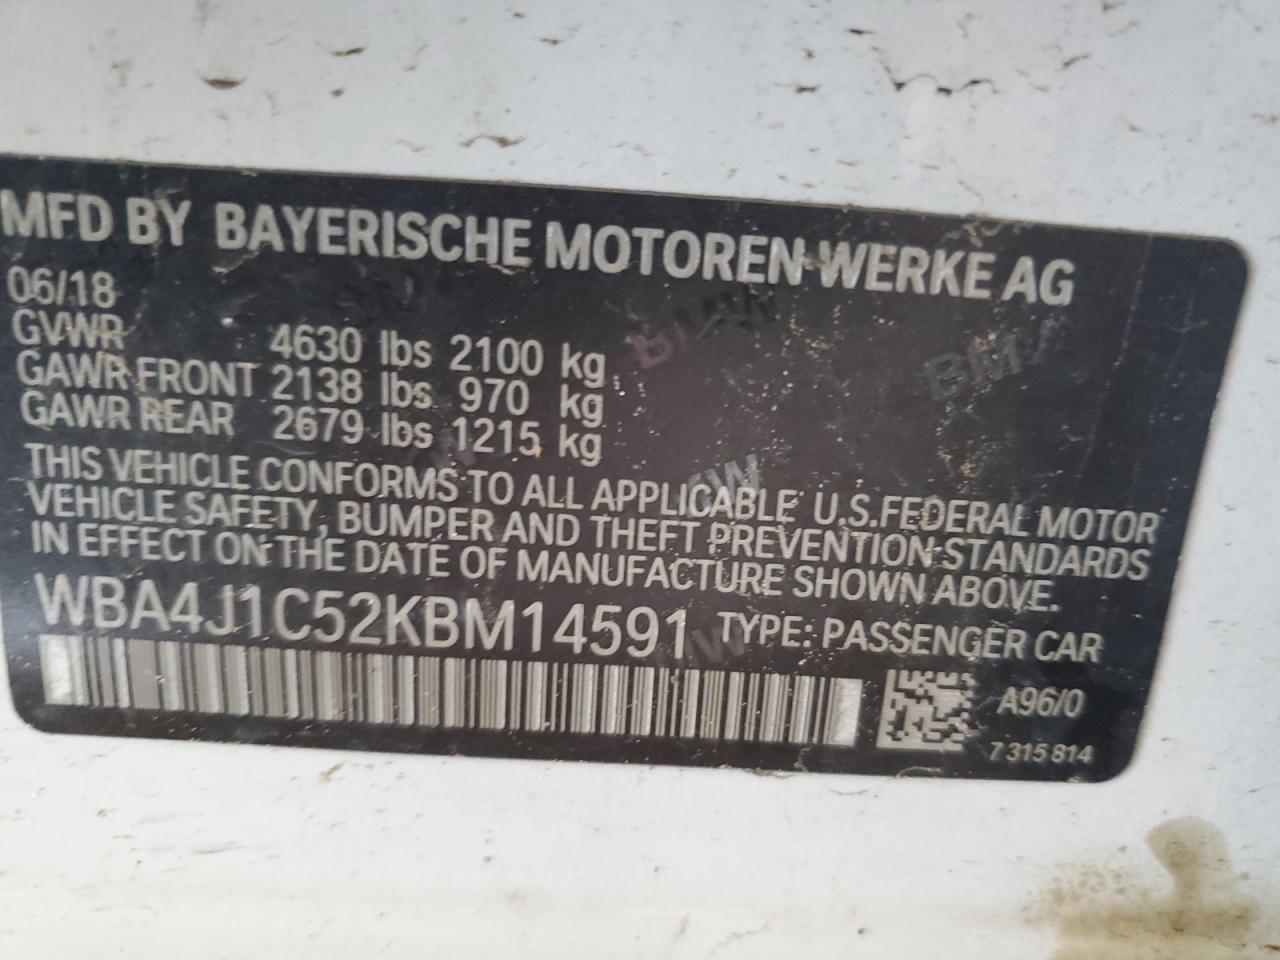 MFD BY BAYERISCHE MOTOREN WERKE AG
06/18
GVWR 4630 lbs 2100 kg
GAWR FRONT 2138 lbs 970 kg
GAWR REAR 2679 lbs 1215 kg
THIS VEHICLE CONFORMS TO ALL APPLICABLE U.S.FEDERAL MOTOR
VEHICLE SAFETY, BUMPER AND THEFT PREVENTION STANDARDS
IN EFFECT ON THE DATE OF MANUFACTURE SHOWN ABOVE.
WBA4J1C52KBM14591 TYPE: PASSENGER CAR
A96/0
7 315 814